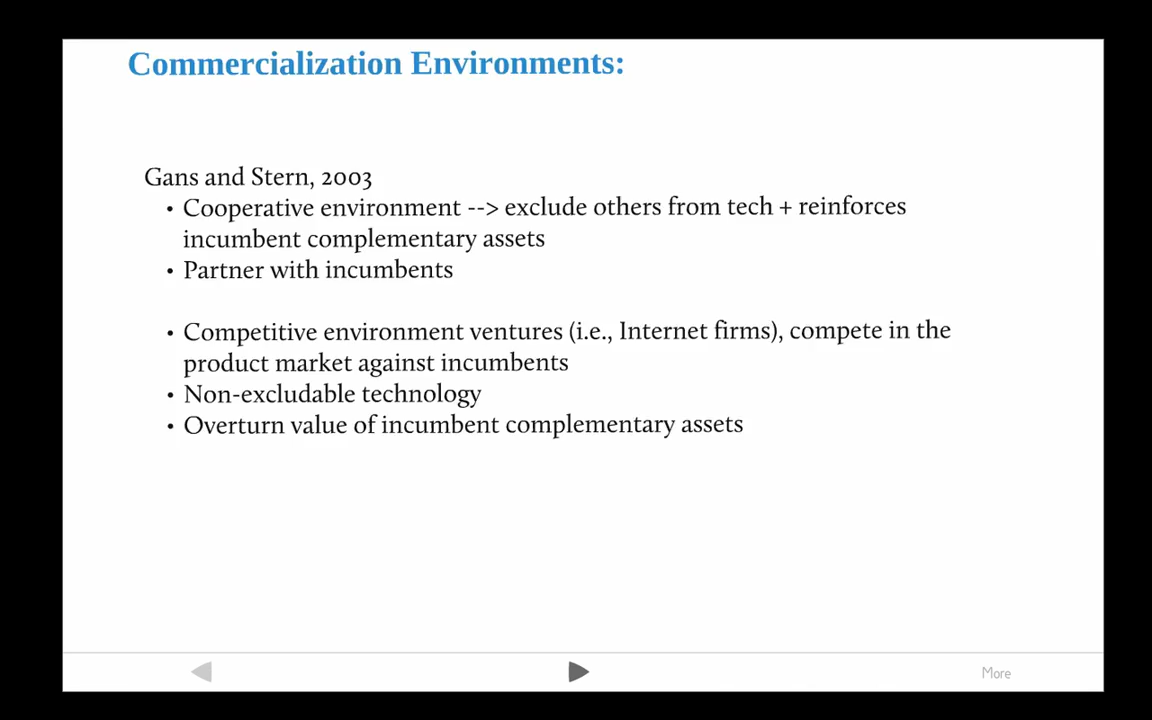 Commercialization Environments:
Gans and Stern, 2003
• Cooperative environment --> exclude others from tech + reinforces
incumbent complementary assets
• Partner with incumbents
• Competitive environment ventures (i.e., Internet firms), compete in the
product market against incumbents
• Non-excludable technology
• Overturn value of incumbent complementary assets
More